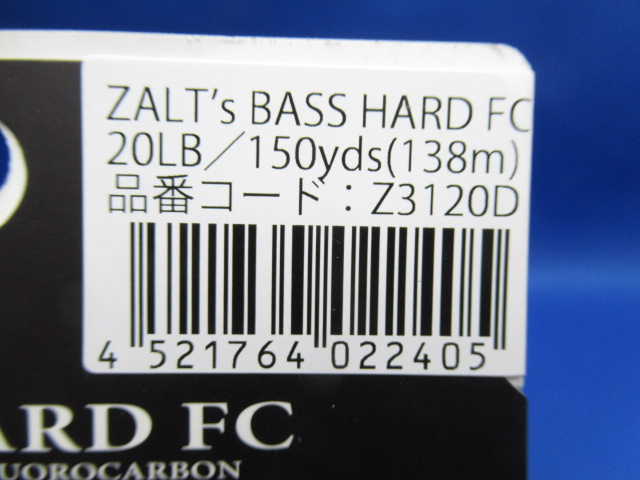 ZALT's BASS HARD FC
20LB／150yds(138m)
品番コード：Z3120D
4 521764 022405
ARD FC
UOROCARBON